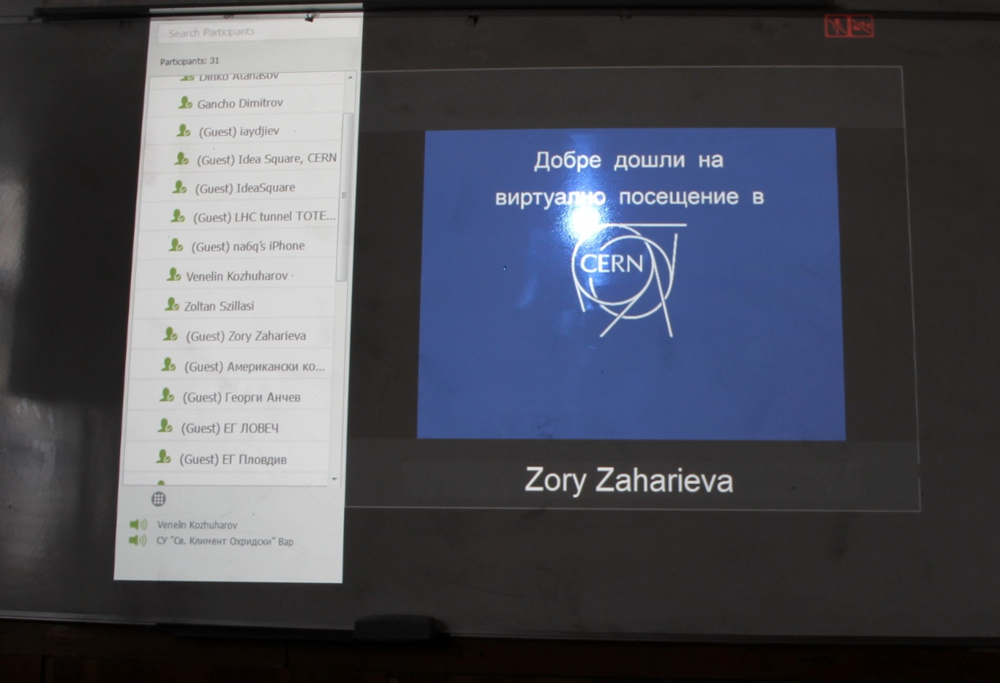 Search Participants
Participants: 31
Dinko Atanasov
Gancho Dimitrov
(Guest) iaydjiev
(Guest) Idea Square, CERN
(Guest) IdeaSquare
(Guest) LHC tunnel TOTE...
(Guest) na6q's iPhone
Venelin Kozhuharov
Zoltan Szillasi
(Guest) Zory Zaharieva
(Guest) Американски ко...
(Guest) Георги Анчев
(Guest) ЕГ ЛОВЕЧ
(Guest) ЕГ Пловдив
Venelin Kozhuharov
СУ "Св. Климент Охридски" Вар
Добре дошли на
виртуално посещение в
CERN
Zory Zaharieva